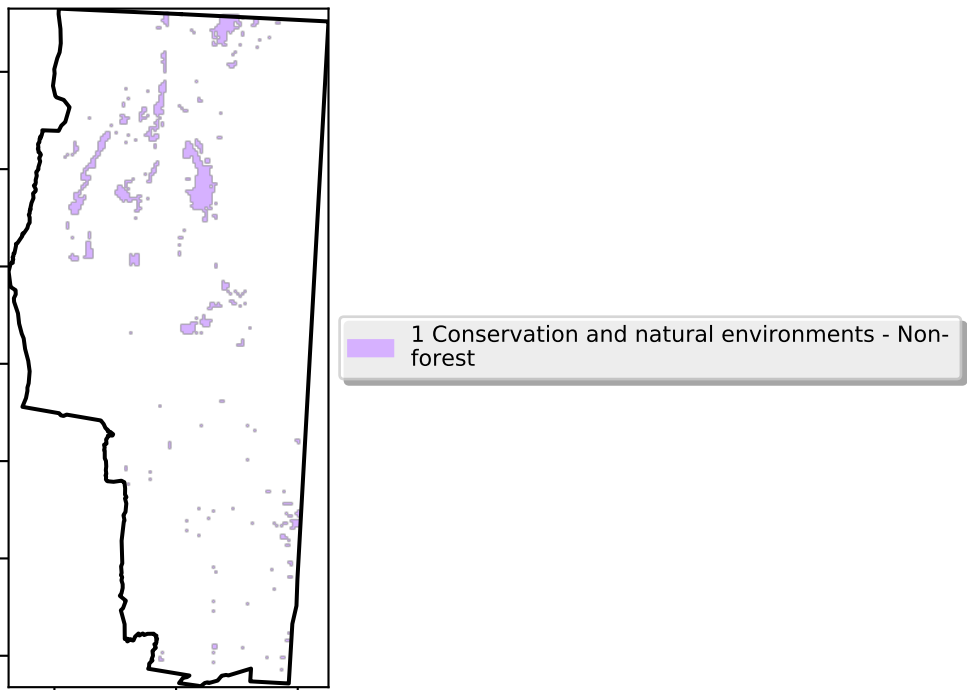 1 Conservation and natural environments - Non-
forest